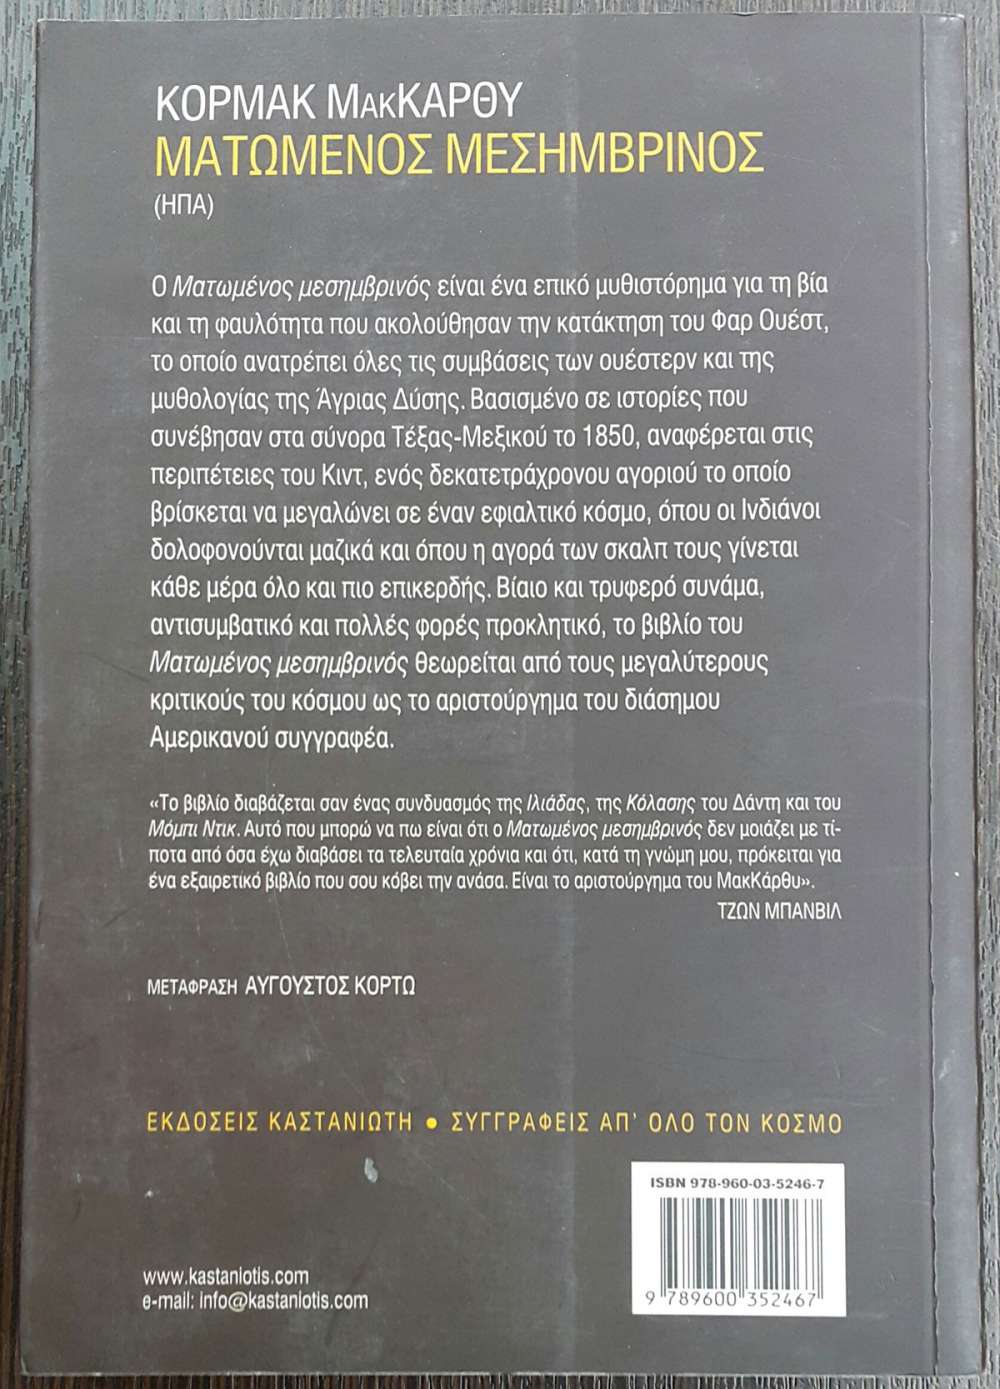 ΚΟΡΜΑΚ ΜΑΚΚΑΡΘΥ
ΜΑΤΩΜΕΝΟΣ ΜΕΣΗΜΒΡΙΝΟΣ
(ΗΠΑ)
Ο Ματωμένος μεσημβρινός είναι ένα επικό μυθιστόρημα για τη βία
και τη φαυλότητα που ακολούθησαν την κατάκτηση του Φαρ Ουέστ,
το οποίο ανατρέπει όλες τις συμβάσεις των ουέστερν και της
μυθολογίας της Άγριας Δύσης. Βασισμένο σε ιστορίες που
συνέβησαν στα σύνορα Τέξας-Μεξικού το 1850, αναφέρεται στις
περιπέτειες του Κιντ, ενός δεκατετράχρονου αγοριού το οποίο
βρίσκεται να μεγαλώνει σε έναν εφιαλτικό κόσμο, όπου οι Ινδιάνοι
δολοφονούνται μαζικά και όπου η αγορά των σκαλπ τους γίνεται
κάθε μέρα όλο και πιο επικερδής. Βίαιο και τρυφερό συνάμα,
αντισυμβατικό και πολλές φορές προκλητικό, το βιβλίο του
Ματωμένος μεσημβρινός θεωρείται από τους μεγαλύτερους
κριτικούς του κόσμου ως το αριστούργημα του διάσημου
Αμερικανού συγγραφέα.
«Το βιβλίο διαβάζεται σαν ένας συνδυασμός της Ιλιάδας, της Κόλασης του Δάντη και του
Μόμπι Ντικ. Αυτό που μπορώ να πω είναι ότι ο Ματωμένος μεσημβρινός δεν μοιάζει με τί-
ποτα από όσα έχω διαβάσει τα τελευταία χρόνια και ότι, κατά τη γνώμη μου, πρόκειται για
ένα εξαιρετικό βιβλίο που σου κόβει την ανάσα. Είναι το αριστούργημα του ΜακΚάρθυ».
ΤΖΩΝ ΜΠΑΝΒΙΛ
ΜΕΤΑΦΡΑΣΗ ΑΥΓΟΥΣΤΟΣ ΚΟΡΤΩ
ΕΚΔΟΣΕΙΣ ΚΑΣΤΑΝΙΩΤΗ • ΣΥΓΓΡΑΦΕΙΣ ΑΠ' ΟΛΟ ΤΟΝ ΚΟΣΜΟ
ISBN 978-960-03-5246-7
9 789600 352467
www.kastaniotis.com
e-mail: info@kastaniotis.com